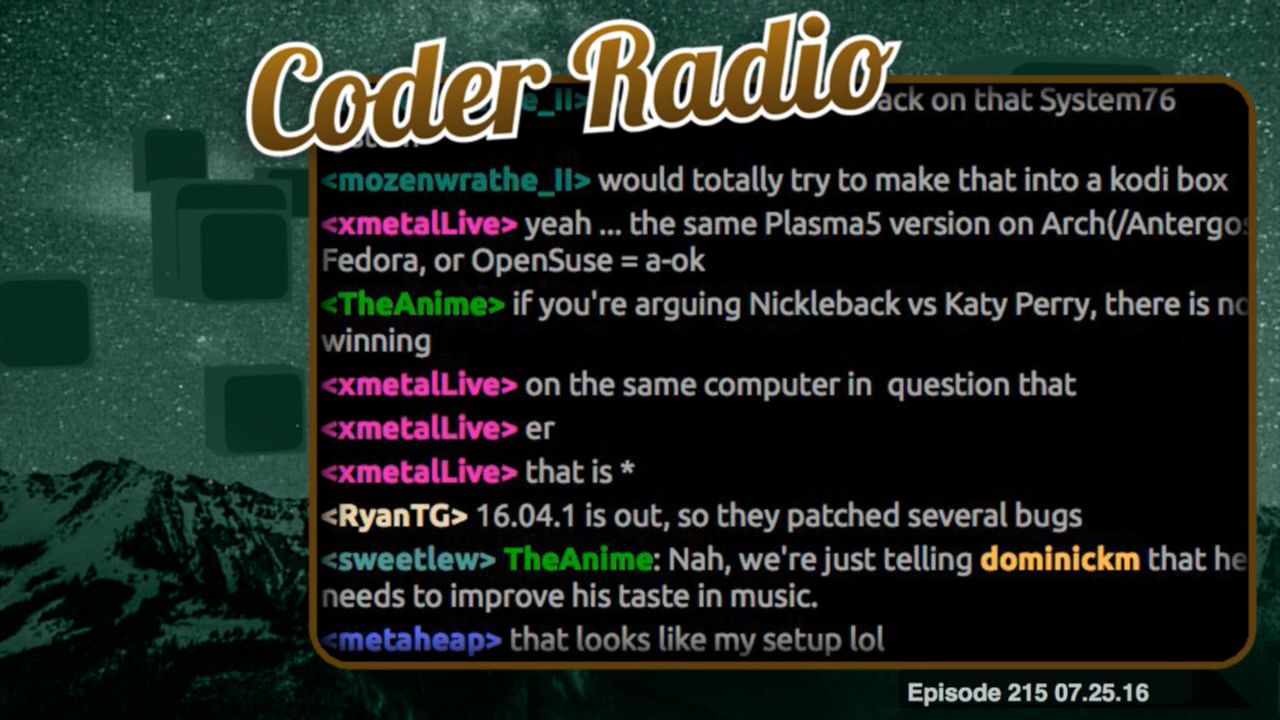 Coder Radio
e_II> ack on that System76
<mozenwrathe_II> would totally try to make that into a kodi box
<xmetalLive> yeah ... the same Plasma5 version on Arch(/Antergos
Fedora, or OpenSuse = a-ok
<TheAnime> if you're arguing Nickleback vs Katy Perry, there is no
winning
<xmetalLive> on the same computer in  question that
<xmetalLive> er
<xmetalLive> that is *
<RyanTG> 16.04.1 is out, so they patched several bugs
<sweetlew> TheAnime: Nah, we're just telling dominickm that he
needs to improve his taste in music.
<metaheap> that looks like my setup lol
Episode 215 07.25.16